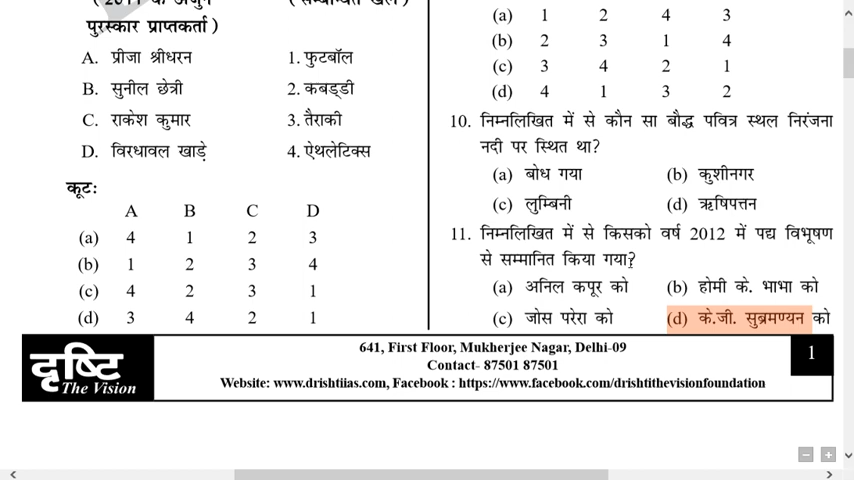 पुरस्कार प्राप्तकर्ता )
A. प्रीजा श्रीधरन 1. फुटबॉल
B. सुनील छेत्री 2. कबड्डी
C. राकेश कुमार 3. तैराकी
D. विरधावल खाड़े 4. ऐथलेटिक्स
कूटः
A B C D
(a) 4 1 2 3
(b) 1 2 3 4
(c) 4 2 3 1
(d) 3 4 2 1
(a) 1 2 4 3
(b) 2 3 1 4
(c) 3 4 2 1
(d) 4 1 3 2
10. निम्नलिखित में से कौन सा बौद्ध पवित्र स्थल निरंजना
नदी पर स्थित था?
(a) बोध गया (b) कुशीनगर
(c) लुम्बिनी (d) ऋषिपत्तन
11. निम्नलिखित में से किसको वर्ष 2012 में पद्म विभूषण
से सम्मानित किया गया?
(a) अनिल कपूर को (b) होमी के. भाभा को
(c) जोस परेरा को (d) के.जी. सुब्रमण्यन को
दृष्टि
The Vision
641, First Floor, Mukherjee Nagar, Delhi-09
Contact- 87501 87501
Website: www.drishtiias.com, Facebook : https://www.facebook.com/drishtithevisionfoundation
1